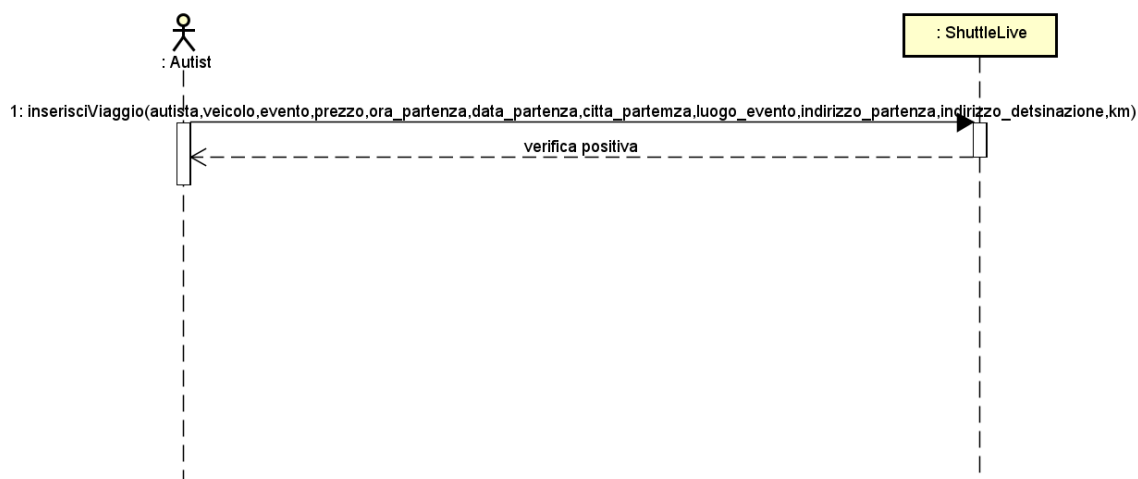 : Autist
: ShuttleLive
1: inserisciViaggio(autista,veicolo,evento,prezzo,ora_partenza,data_partenza,citta_partemza,luogo_evento,indirizzo_partenza,indirizzo_detsinazione,km)
verifica positiva